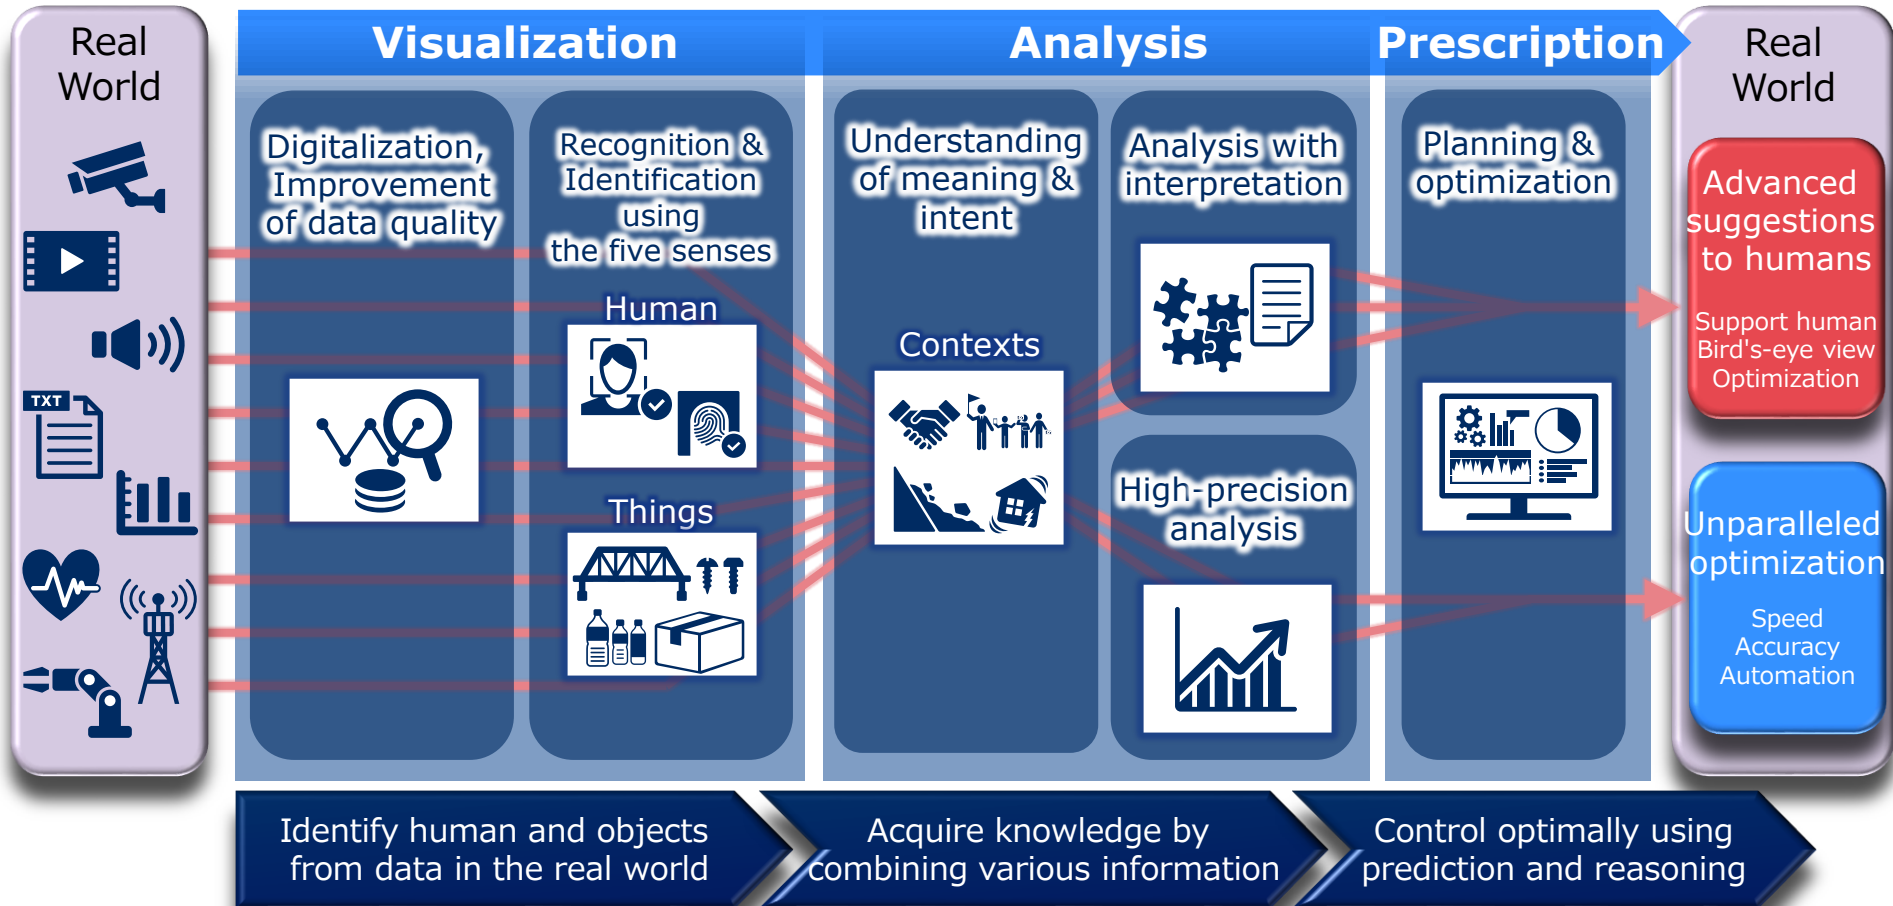 Real
World
TXT
Visualization
Digitalization,
Improvement
of data quality
Recognition &
Identification
using
the five senses
Human
Things
Analysis
Understanding
of meaning &
intent
Contexts
Analysis with
interpretation
High-precision
analysis
Prescription
Planning &
optimization
Real
World
Advanced
suggestions
to humans
Support human
Bird's-eye view
Optimization
Unparalleled
optimization
Speed
Accuracy
Automation
Identify human and objects
from data in the real world
Acquire knowledge by
combining various information
Control optimally using
prediction and reasoning